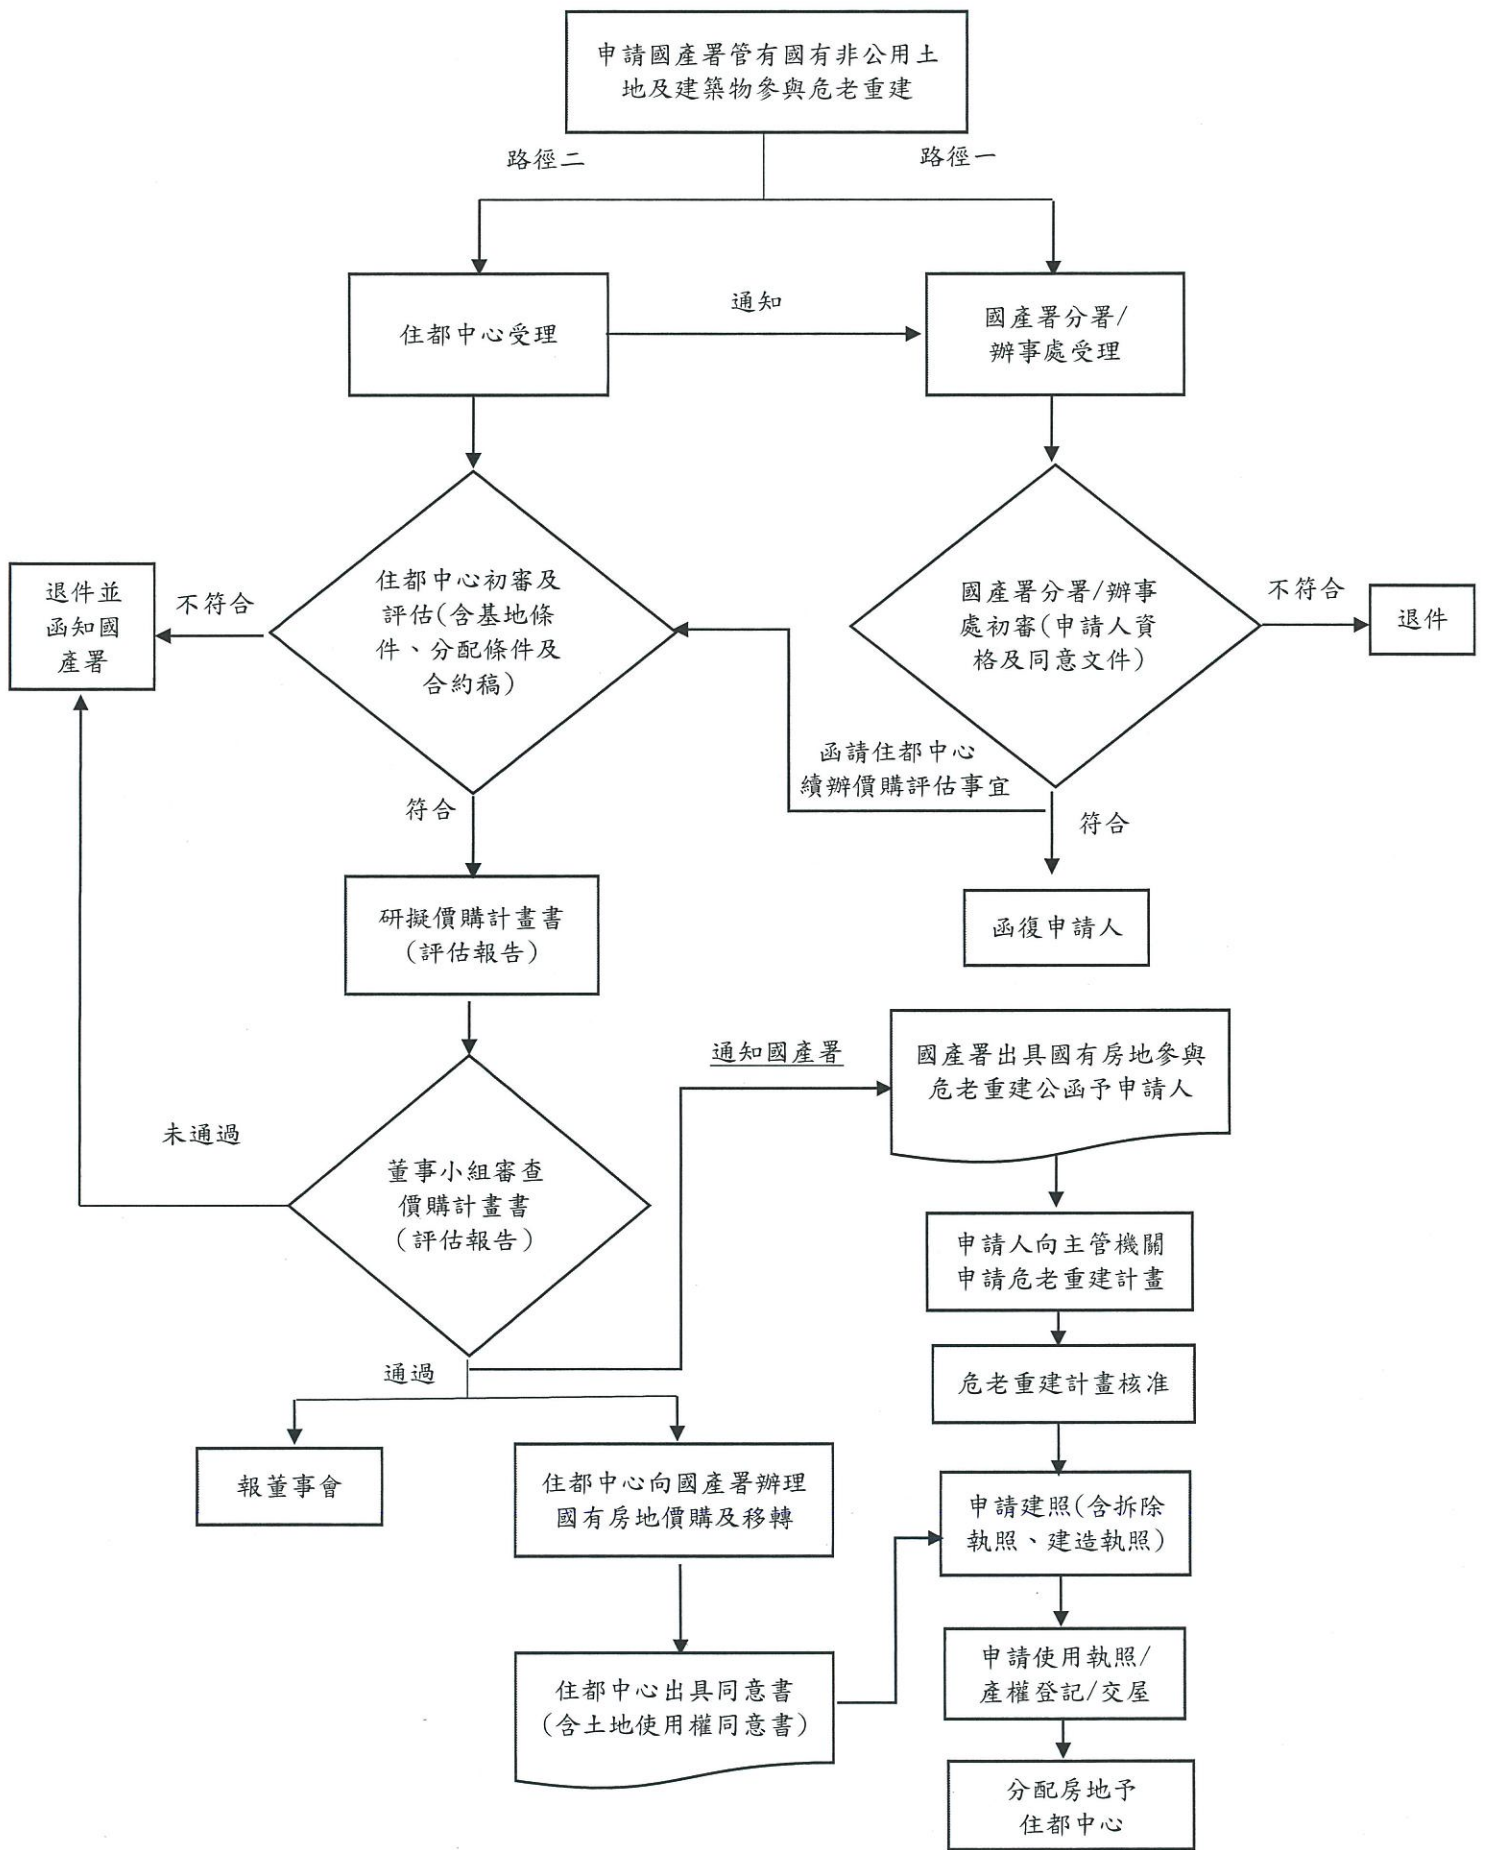 申請國產署管有國有非公用土
地及建築物參與危老重建
路徑二
路徑一
住都中心受理
通知
國產署分署/
辦事處受理
住都中心初審及
評估(含基地條
件、分配條件及
合約稿)
不符合
退件並
函知國
產署
國產署分署/辦事
處初審(申請人資
格及同意文件)
不符合
退件
函請住都中心
續辦價購評估事宜
符合
符合
函復申請人
研擬價購計畫書
(評估報告)
通知國產署
國產署出具國有房地參與
危老重建公函予申請人
未通過
董事小組審查
價購計畫書
(評估報告)
申請人向主管機關
申請危老重建計畫
通過
危老重建計畫核准
報董事會
住都中心向國產署辦理
國有房地價購及移轉
申請建照(含拆除
執照、建造執照)
住都中心出具同意書
(含土地使用權同意書)
申請使用執照/
產權登記/交屋
分配房地予
住都中心